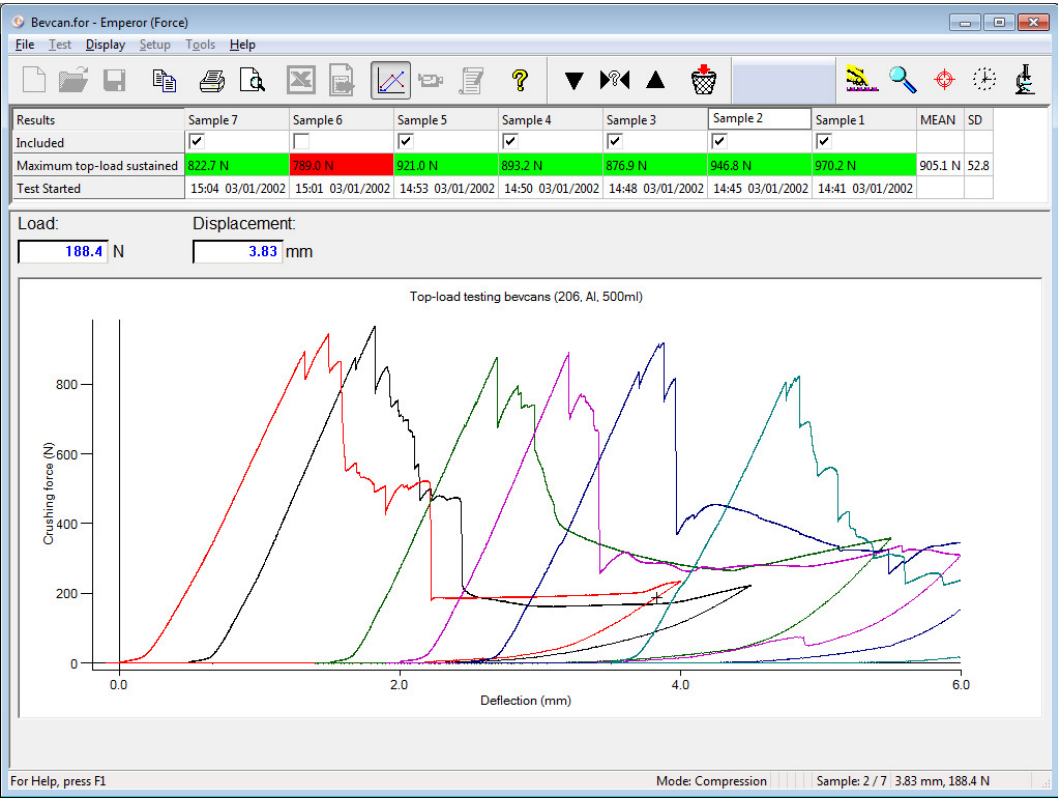 Bevcan.for - Emperor (Force)
File Test Display Setup Tools Help
Results Sample 7 Sample 6 Sample 5 Sample 4 Sample 3 Sample 2 Sample 1 MEAN SD
Included
Maximum top-load sustained 822.7 N 789.0 N 921.0 N 893.2 N 876.9 N 946.8 N 970.2 N 905.1 N 52.8
Test Started 15:04 03/01/2002 15:01 03/01/2002 14:53 03/01/2002 14:50 03/01/2002 14:48 03/01/2002 14:45 03/01/2002 14:41 03/01/2002
Load: Displacement:
188.4 N 3.83 mm
Top-load testing bevcans (206, Al, 500ml)
Crushing force (N)
800
600
400
200
0
0.0 2.0 4.0 6.0
Deflection (mm)
For Help, press F1 Mode: Compression Sample: 2 / 7 3.83 mm, 188.4 N